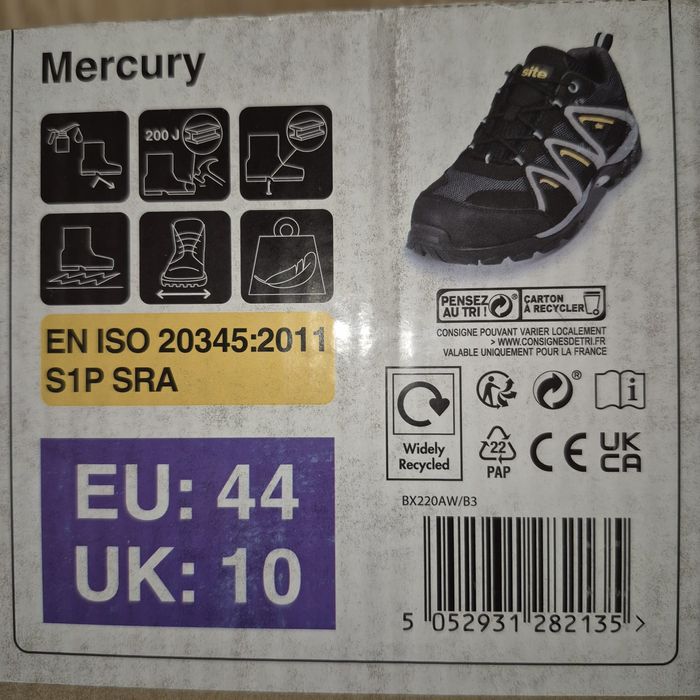 Mercury
200 J
site
EN ISO 20345:2011
S1P SRA
EU: 44
UK: 10
PENSEZ
AU TRI !
CARTON
À RECYCLER
CONSIGNE POUVANT VARIER LOCALEMENT
> WWW.CONSIGNESDETRI.FR
VALABLE UNIQUEMENT POUR LA FRANCE
Widely
Recycled
22
PAP
CE
UK
CA
BX220AW/B3
5 052931 282135 >